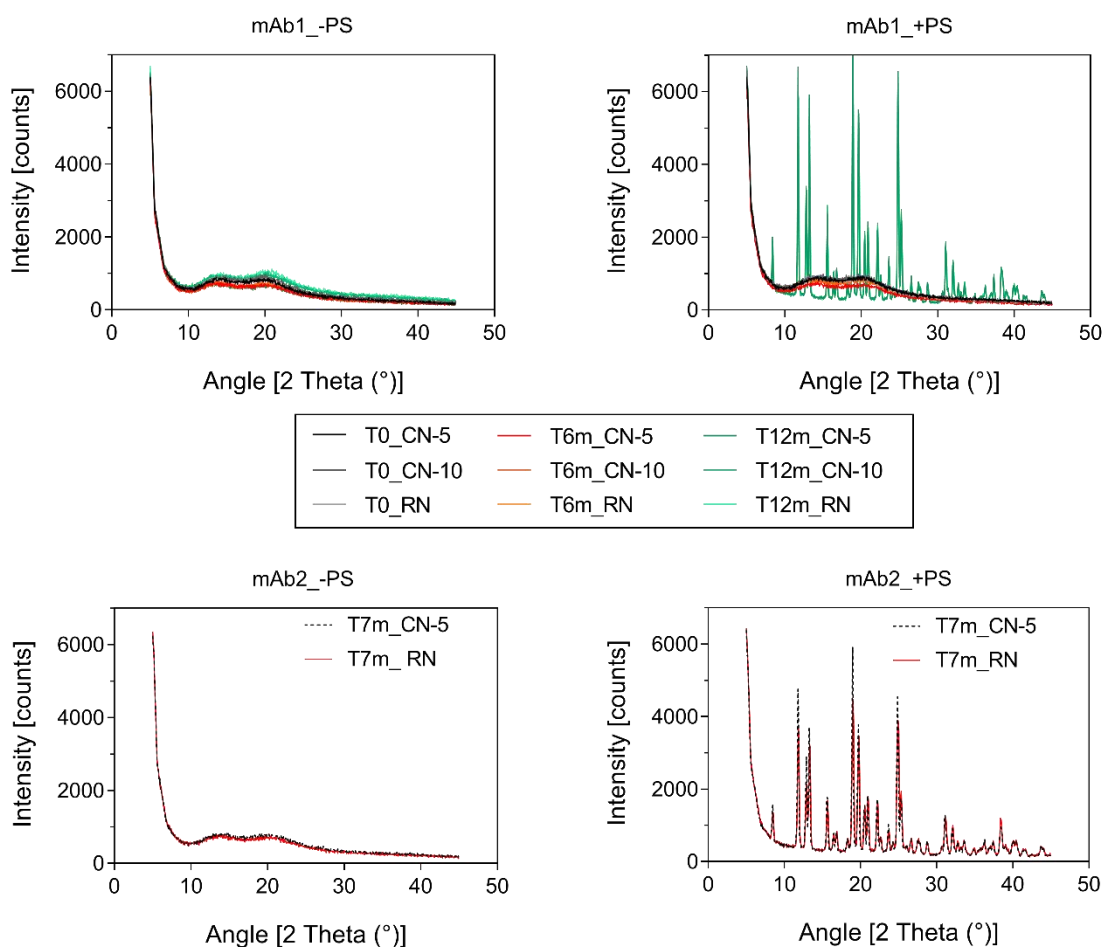 mAb1_-PS
mAb1_+PS
Intensity [counts]
6000
4000
2000
0
0 10 20 30 40 50
Angle [2 Theta (°)]
Intensity [counts]
6000
4000
2000
0
0 10 20 30 40 50
Angle [2 Theta (°)]
T0_CN-5 T6m_CN-5 T12m_CN-5
T0_CN-10 T6m_CN-10 T12m_CN-10
T0_RN T6m_RN T12m_RN
mAb2_-PS
mAb2_+PS
T7m_CN-5
T7m_ RN
Intensity [counts]
6000
4000
2000
0
0 10 20 30 40 50
Angle [2 Theta (°)]
T7m_CN-5
T7m_RN
Intensity [counts]
6000
4000
2000
0
0 10 20 30 40 50
Angle [2 Theta (°)]